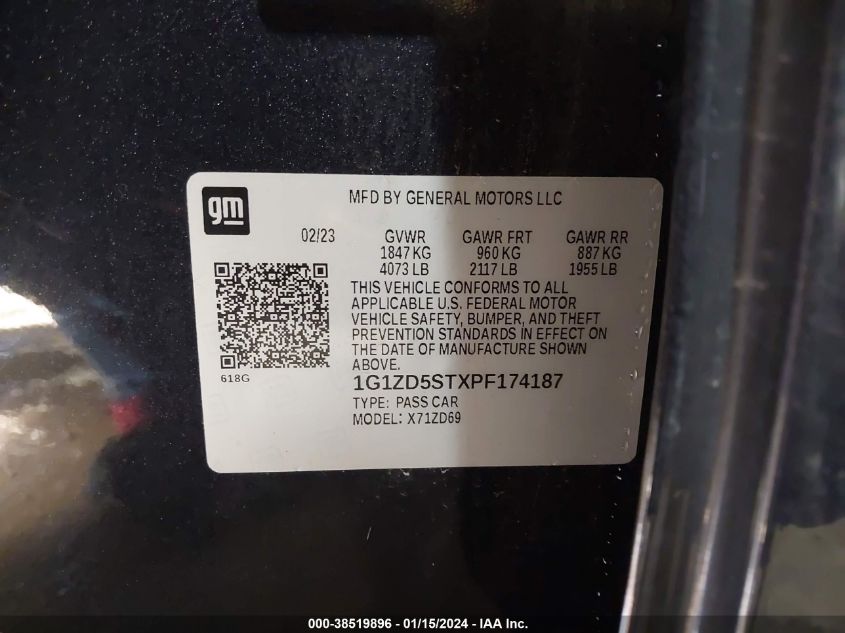 gm
MFD BY GENERAL MOTORS LLC
02/23 GVWR GAWR FRT GAWR RR
1847 KG 960 KG 887 KG
4073 LB 2117 LB 1955 LB
THIS VEHICLE CONFORMS TO ALL
APPLICABLE U.S. FEDERAL MOTOR
VEHICLE SAFETY, BUMPER, AND THEFT
PREVENTION STANDARDS IN EFFECT ON
THE DATE OF MANUFACTURE SHOWN
ABOVE.
618G
1G1ZD5STXPF174187
TYPE: PASS CAR
MODEL: X71ZD69
000-38519896 - 01/15/2024 - IAA Inc.